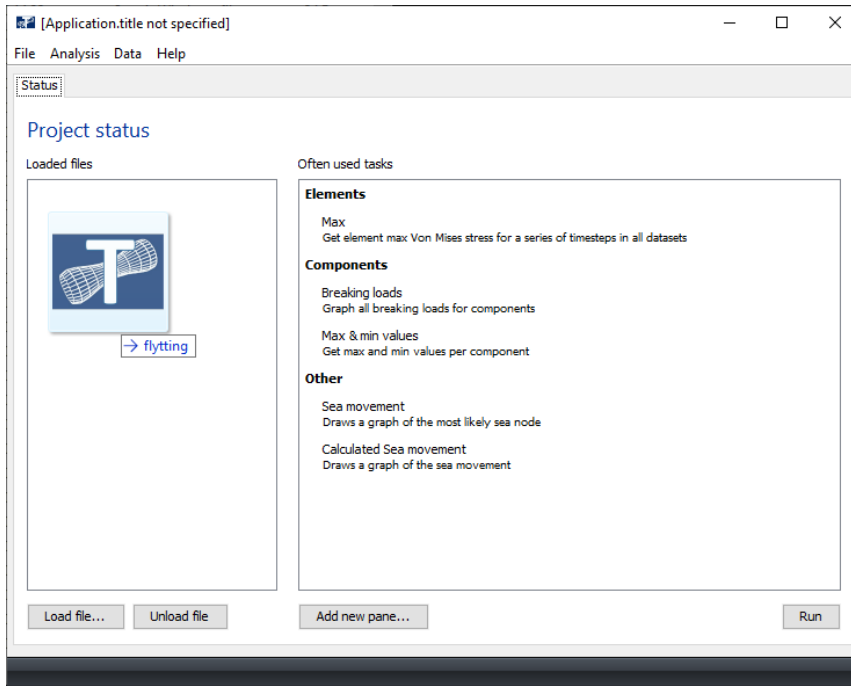 [Application.title not specified]
File Analysis Data Help
Status
Project status
Loaded files
T
→ flytting
Load file...
Unload file
Often used tasks
Elements
Max
Get element max Von Mises stress for a series of timesteps in all datasets
Components
Breaking loads
Graph all breaking loads for components
Max & min values
Get max and min values per component
Other
Sea movement
Draws a graph of the most likely sea node
Calculated Sea movement
Draws a graph of the sea movement
Add new pane...
Run